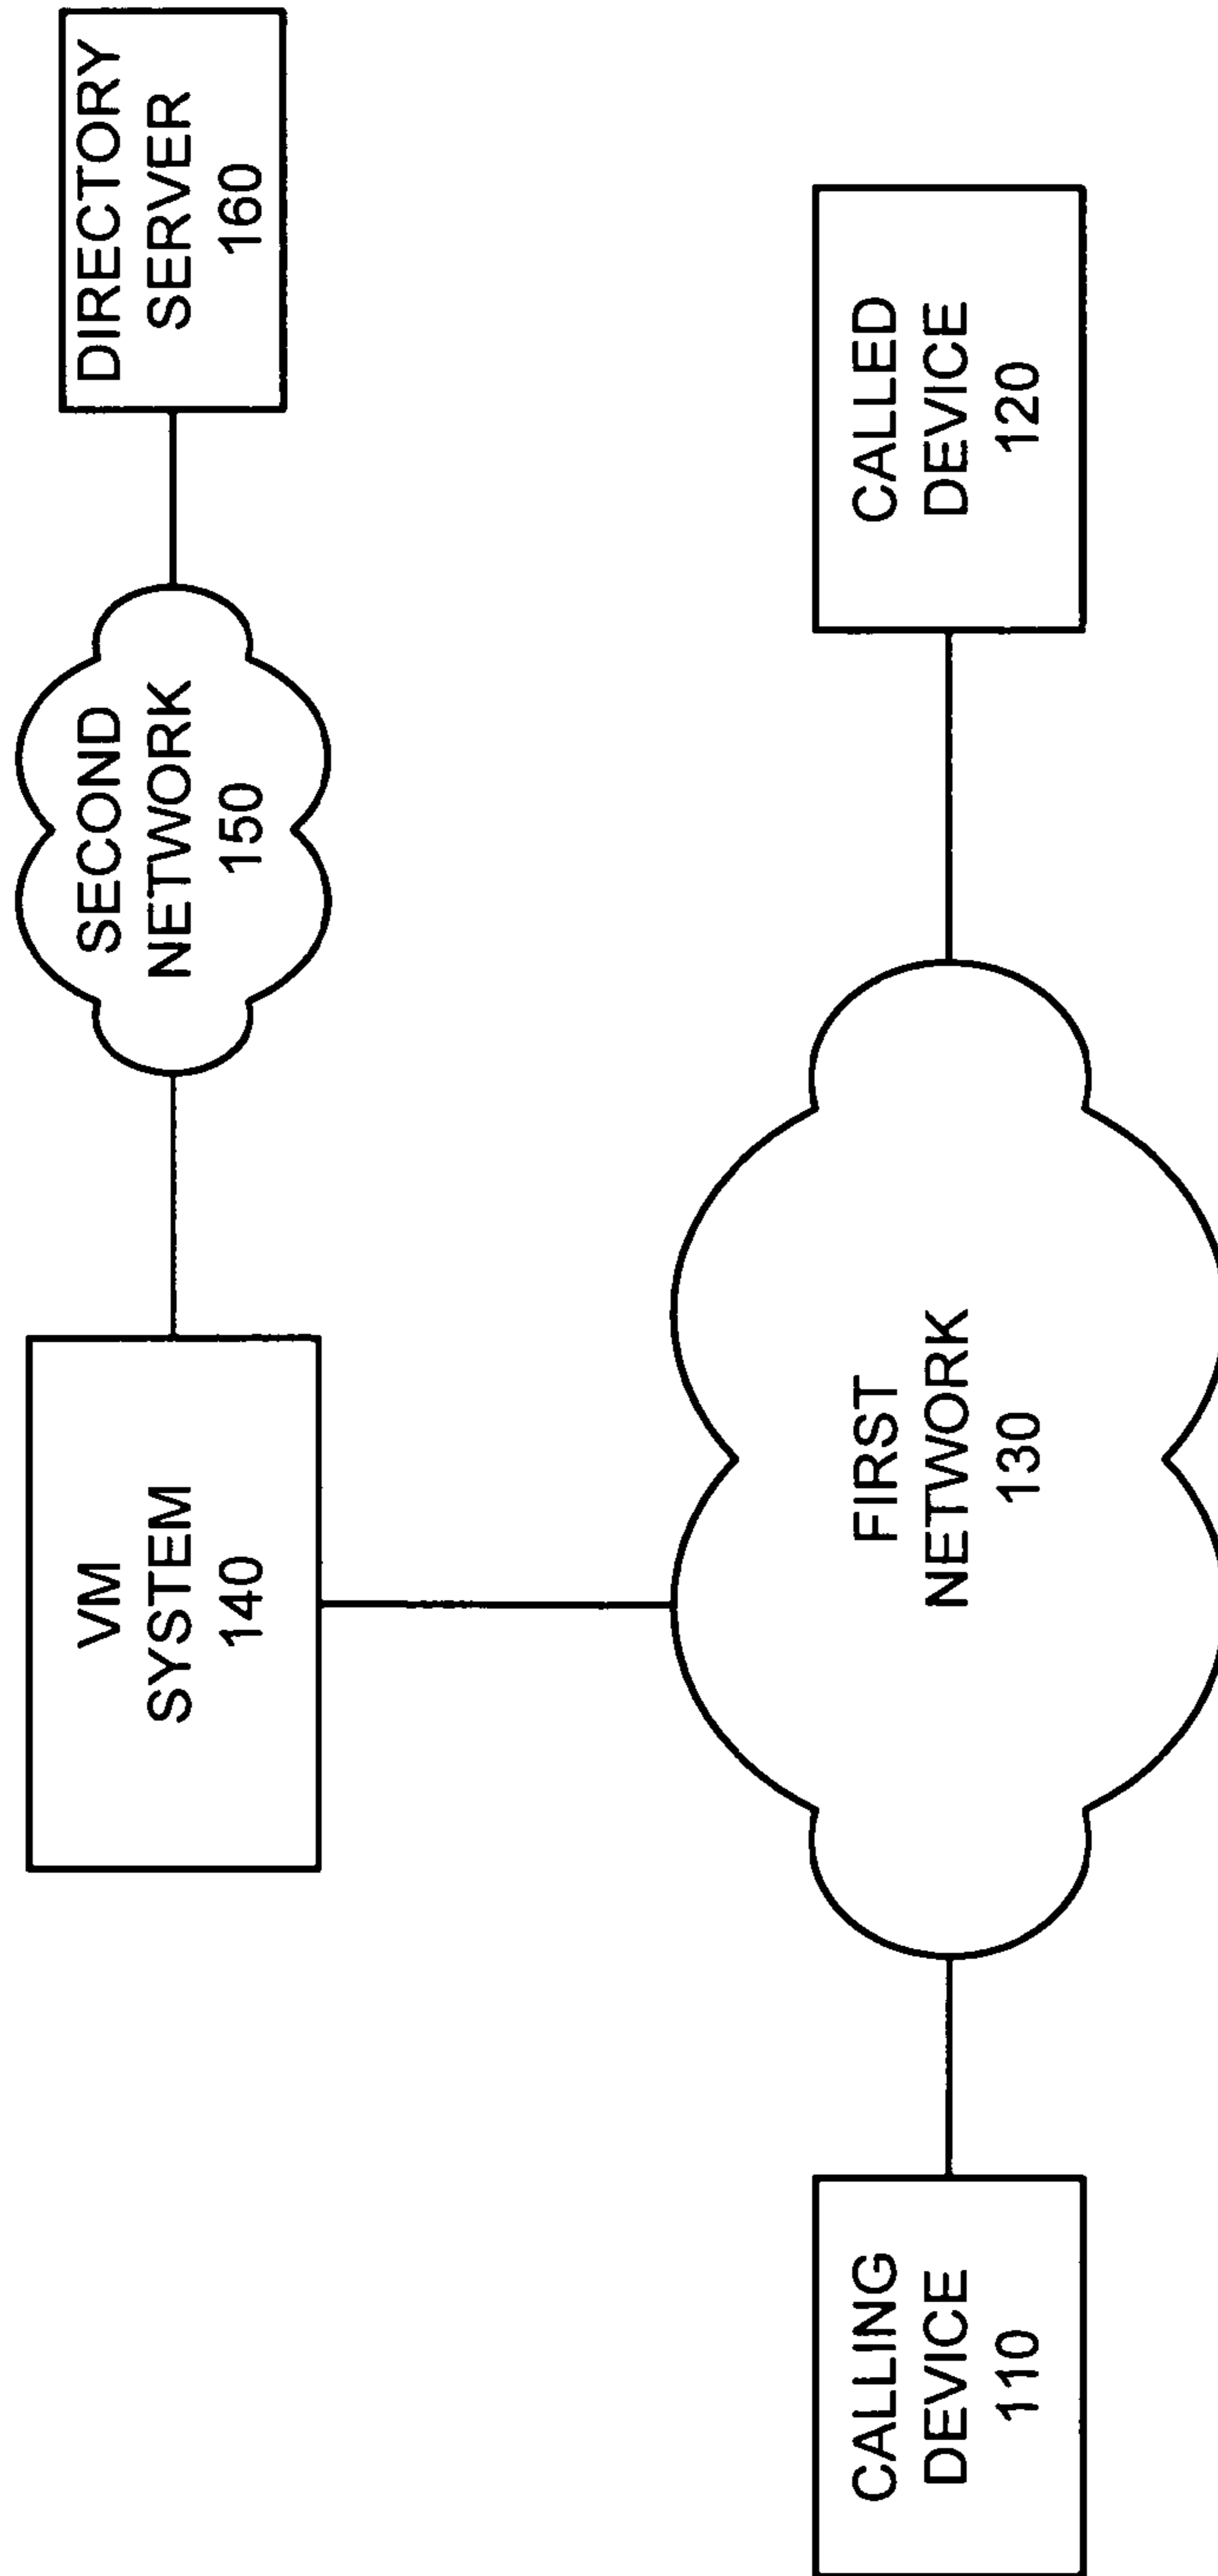 VM
SYSTEM
140
SECOND
NETWORK
150
DIRECTORY
SERVER
160
CALLING
DEVICE
110
FIRST
NETWORK
130
CALLED
DEVICE
120